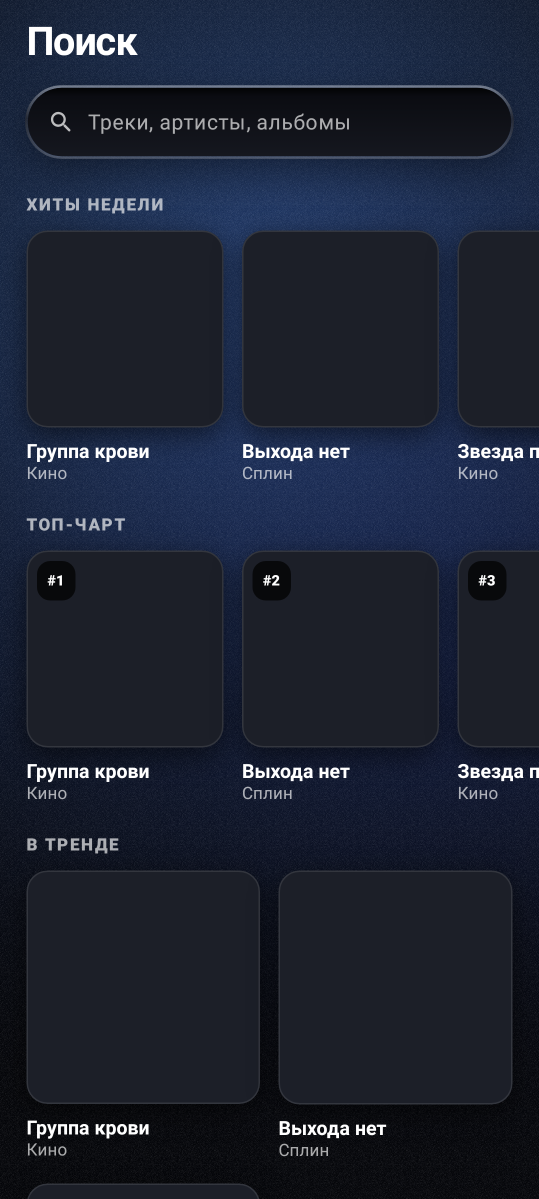 Поиск
Треки, артисты, альбомы
ХИТЫ НЕДЕЛИ
Группа крови
Выхода нет
Звезда п
Кино
Сплин
Кино
ТОП-ЧАРТ
#1
#2
#3
Группа крови
Выхода нет
Звезда п
Кино
Сплин
Кино
В ТРЕНДЕ
Группа крови
Выхода нет
Кино
Сплин